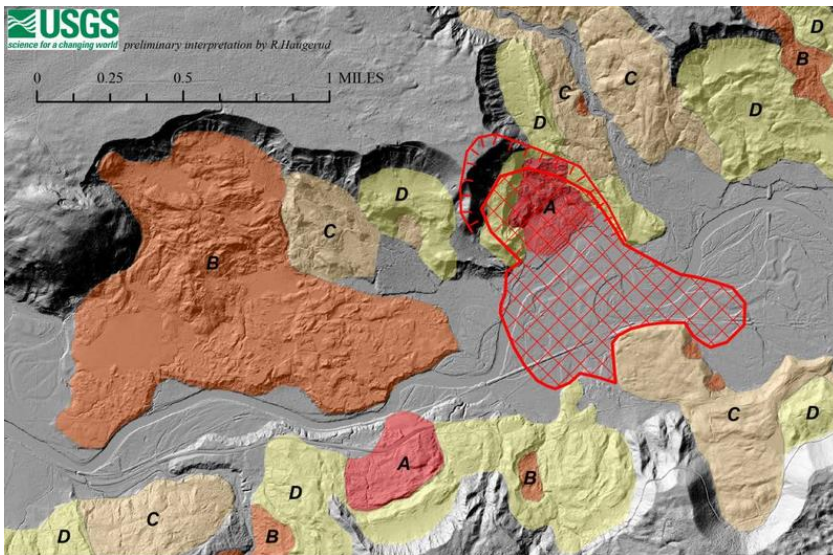 USGS
science for a changing world
preliminary interpretation by R.Haugerud
0 0.25 0.5 1 MILES
D
B
C
C
D
D
A
D
C
B
C
D
A
B
D
C
D
B